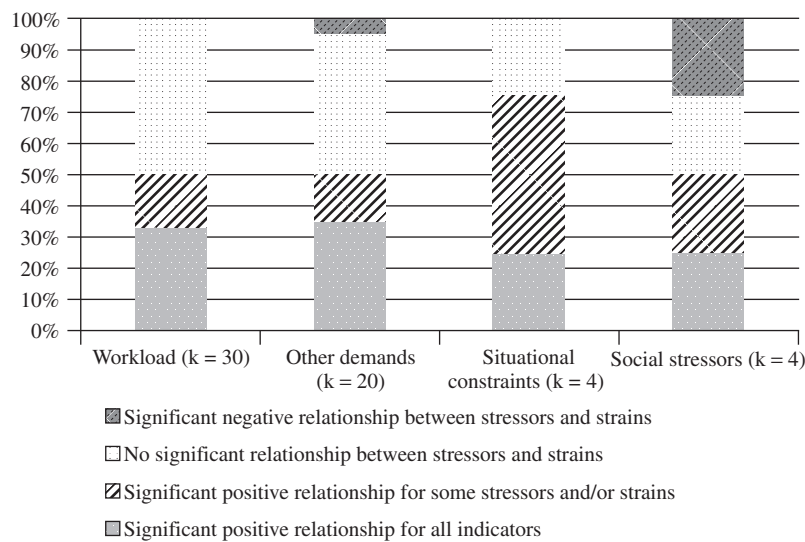 100%
90%
80%
70%
60%
50%
40%
30%
20%
10%
0%
Workload (k = 30)
Other demands
(k = 20)
Situational
constraints (k = 4)
Social stressors (k = 4)
Significant negative relationship between stressors and strains
No significant relationship between stressors and strains
Significant positive relationship for some stressors and/or strains
Significant positive relationship for all indicators